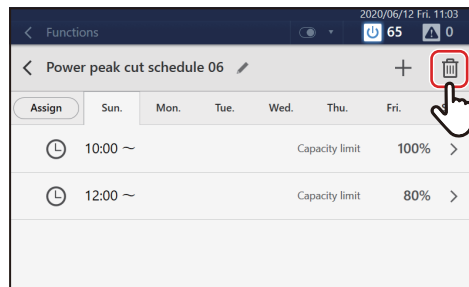 2020/06/12 Fri. 11:03
Functions 65 0
Power peak cut schedule 06
Assign Sun. Mon. Tue. Wed. Thu. Fri.
10:00 ~ Capacity limit 100%
12:00 ~ Capacity limit 80%